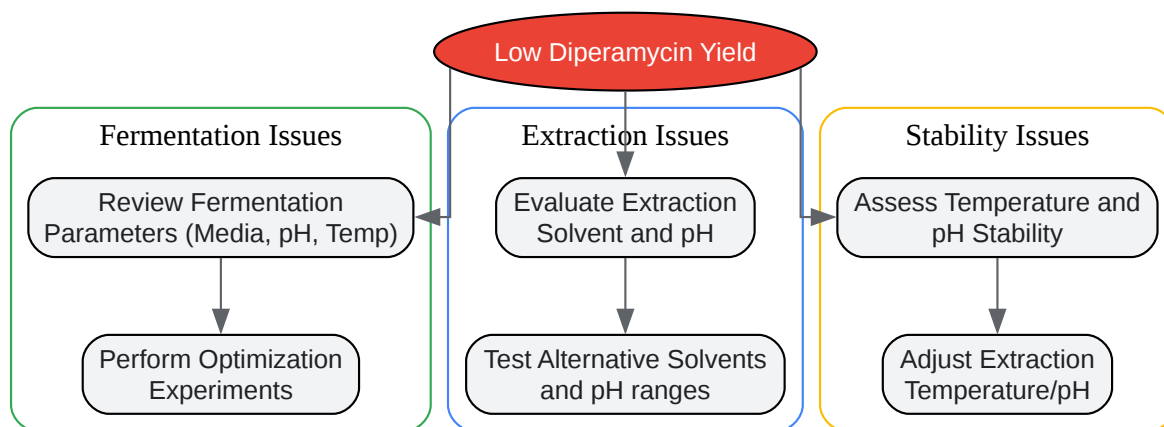 Low Diperamycin Yield
Fermentation Issues
Extraction Issues
Stability Issues
Review Fermentation
Parameters (Media, pH, Temp)
Evaluate Extraction
Solvent and pH
Assess Temperature and
pH Stability
Perform Optimization
Experiments
Test Alternative Solvents
and pH ranges
Adjust Extraction
Temperature/pH